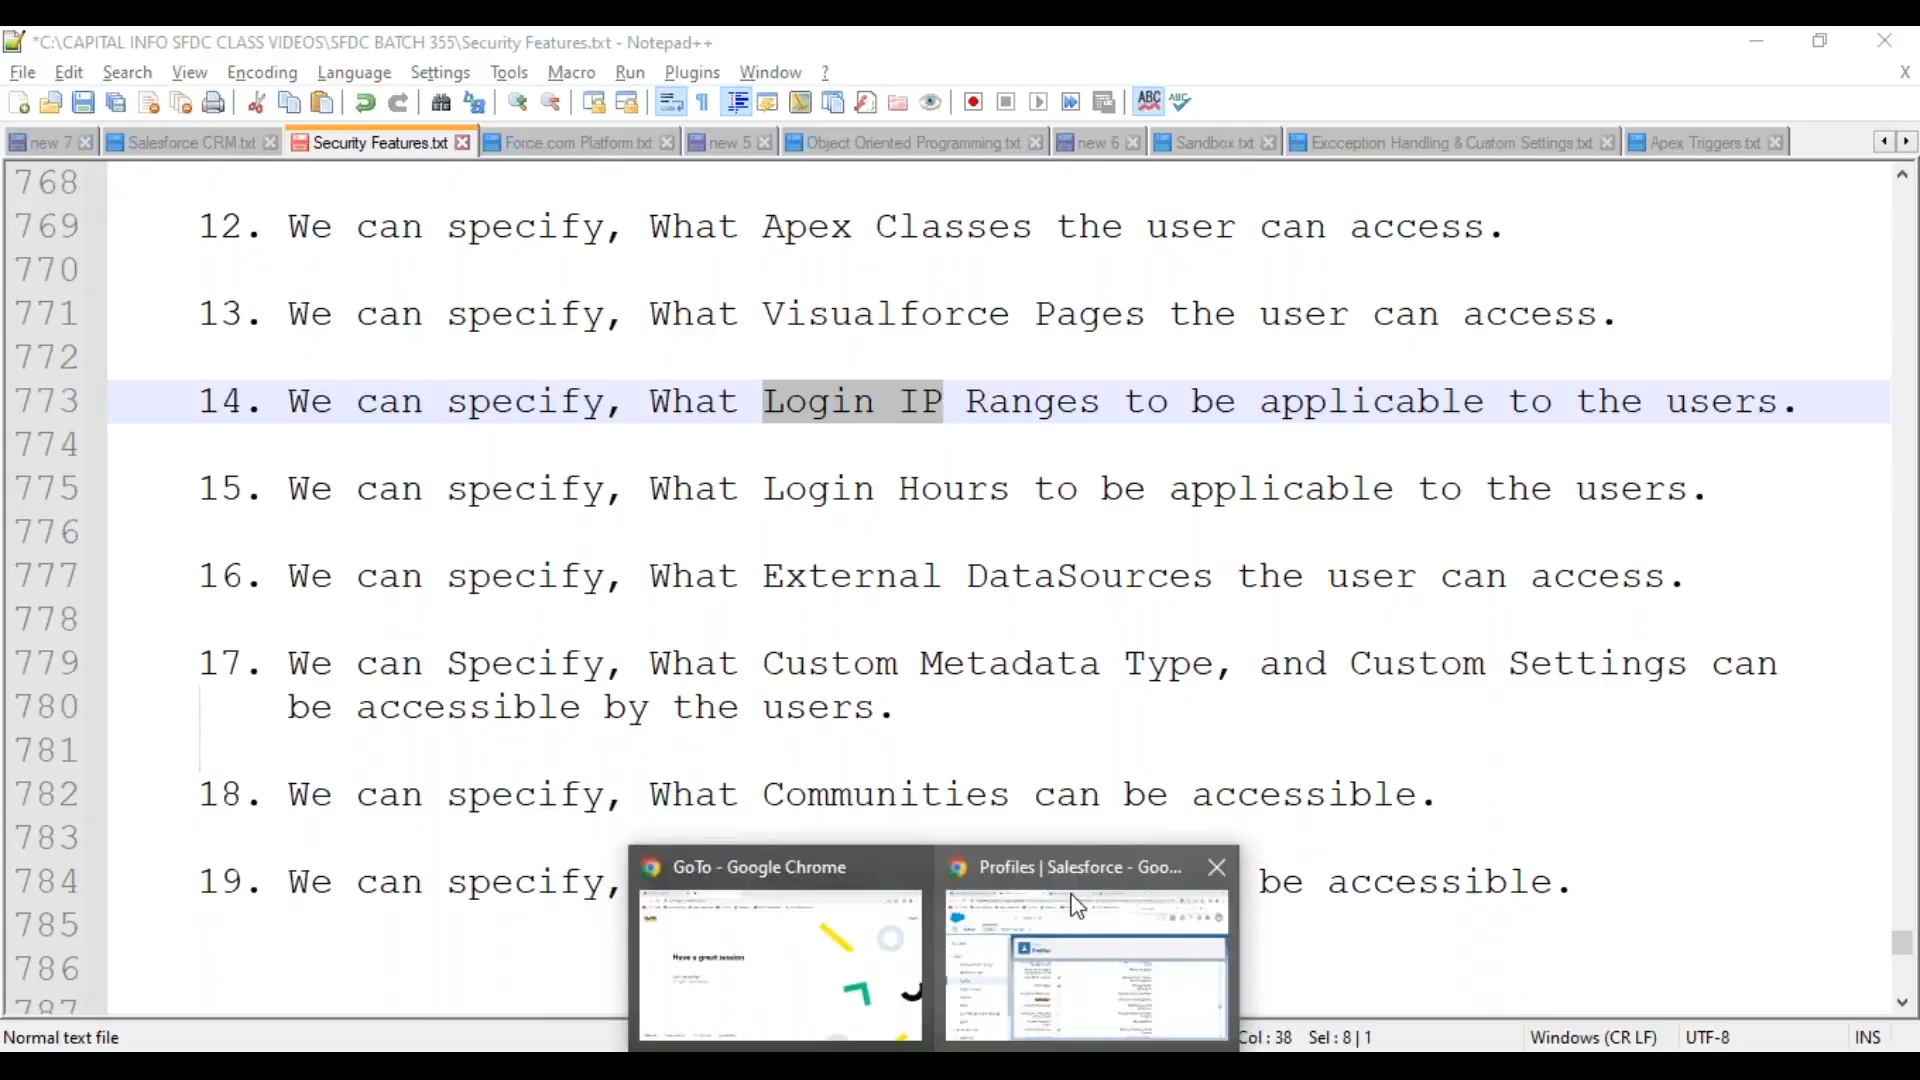 *C:\CAPITAL INFO SFDC CLASS VIDEOS\SFDC BATCH 355\Security Features.txt - Notepad++
File Edit Search View Encoding Language Settings Tools Macro Run Plugins Window ? X
new 7 Salesforce CRM.txt Security Features.txt Force.com Platform.txt new 5 Object Oriented Programming.txt new 6 Sandbox.txt Exccception Handling & Custom Settings.txt Apex Triggers.txt
768
769 12. We can specify, What Apex Classes the user can access.
770
771 13. We can specify, What Visualforce Pages the user can access.
772
773 14. We can specify, What Login IP Ranges to be applicable to the users.
774
775 15. We can specify, What Login Hours to be applicable to the users.
776
777 16. We can specify, What External DataSources the user can access.
778
779 17. We can Specify, What Custom Metadata Type, and Custom Settings can
780 be accessible by the users.
781
782 18. We can specify, What Communities can be accessible.
783
784 19. We can specify, be accessible.
785
786
787
GoTo - Google Chrome Profiles | Salesforce - Goo...
Have a great session
Profiles
Normal text file Col : 38 Sel : 8 | 1 Windows (CR LF) UTF-8 INS